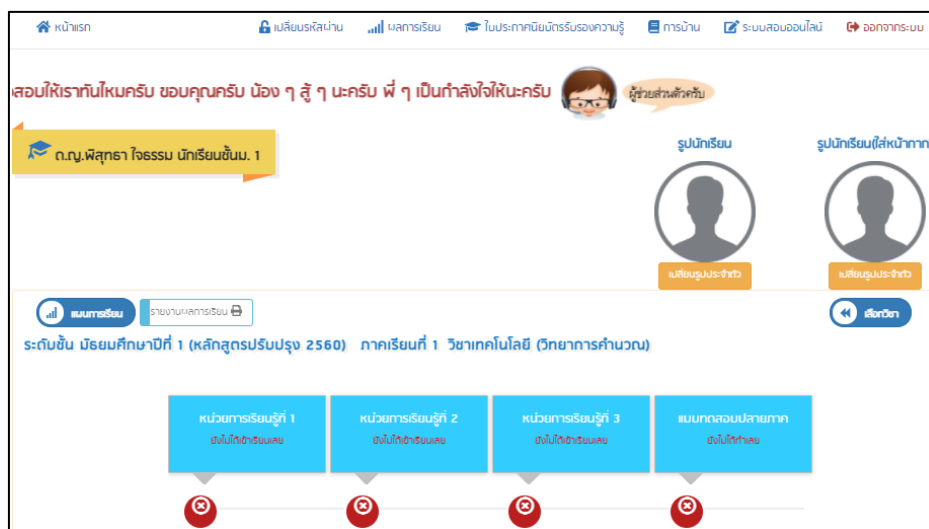 หน้าแรก เปลี่ยนรหัสผ่าน ผลการเรียน ใบประกาศนียบัตรรับรองความรู้ การบ้าน ระบบสอบออนไลน์ ออกจากระบบ
สอบให้เราทันไหมครับ ขอบคุณครับ น้อง ๆ สู้ ๆ นะครับ พี่ ๆ เป็นกำลังใจให้นะครับ ผู้ช่วยส่วนตัวครับ
ด.ญ.พิสุทธา ใจธรรม นักเรียนชั้นม. 1
รูปนักเรียน รูปนักเรียน(ใส่หน้ากาก
เปลี่ยนรูปประจำตัว เปลี่ยนรูปประจำตัว
แผนการเรียน รายงานผลการเรียน เลือกวิชา
ระดับชั้น มัธยมศึกษาปีที่ 1 (หลักสูตรปรับปรุง 2560) ภาคเรียนที่ 1 วิชาเทคโนโลยี (วิทยาการคำนวณ)
หน่วยการเรียนรู้ที่ 1 หน่วยการเรียนรู้ที่ 2 หน่วยการเรียนรู้ที่ 3 แบบทดสอบปลายภาค
ยังไม่ได้เข้าเรียนเลย ยังไม่ได้เข้าเรียนเลย ยังไม่ได้เข้าเรียนเลย ยังไม่ได้ทำเลย